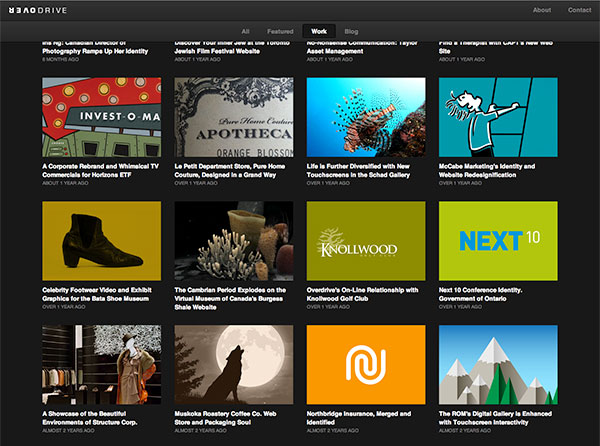 OVERDRIVE
About
Contact
All
Featured
Work
Blog
Iris Ng: Canadian Director of
Photography Ramps Up Her Identity
8 MONTHS AGO
Discover Your Inner Jew at the Toronto
Jewish Film Festival Website
ABOUT 1 YEAR AGO
No-Nonsense Communication: Taylor
Asset Management
ABOUT 1 YEAR AGO
Find a Therapist with CAPT's New Web
Site
ABOUT 1 YEAR AGO
INVEST-O-MA
A Corporate Rebrand and Whimsical TV
Commercials for Horizons ETF
ABOUT 1 YEAR AGO
Pure Home Couture
APOTHECA
ORANGE BLOSSOM
Le Petit Department Store, Pure Home
Couture, Designed in a Grand Way
OVER 1 YEAR AGO
Life is Further Diversified with New
Touchscreens in the Schad Gallery
OVER 1 YEAR AGO
McCabe Marketing's Identity and
Website Redesignification
OVER 1 YEAR AGO
Celebrity Footwear Video and Exhibit
Graphics for the Bata Shoe Museum
OVER 1 YEAR AGO
The Cambrian Period Explodes on the
Virtual Museum of Canada's Burgess
Shale Website
OVER 1 YEAR AGO
KNOLLWOOD
GOLF CLUB
Overdrive's On-Line Relationship with
Knollwood Golf Club
OVER 1 YEAR AGO
NEXT 10
Next 10 Conference Identity.
Government of Ontario
OVER 1 YEAR AGO
A Showcase of the Beautiful
Environments of Structure Corp.
ALMOST 2 YEARS AGO
Muskoka Roastery Coffee Co. Web
Store and Packaging Soul
ALMOST 2 YEARS AGO
Northbridge Insurance, Merged and
Identified
ALMOST 2 YEARS AGO
The ROM's Digital Gallery is Enhanced
with Touchscreen Interactivity
ALMOST 2 YEARS AGO